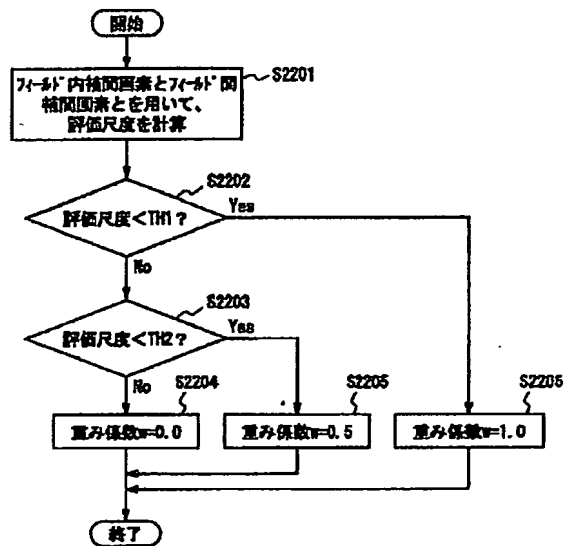 開始
S2201
フィールド内補間画素とフィールド間
補間画素とを用いて、
評価尺度を計算
S2202
評価尺度<TH1?
Yes
No
S2203
評価尺度<TH2?
Yes
No
S2204
S2205
S2205
重み係数w=0.0
重み係数w=0.5
重み係数w=1.0
終了